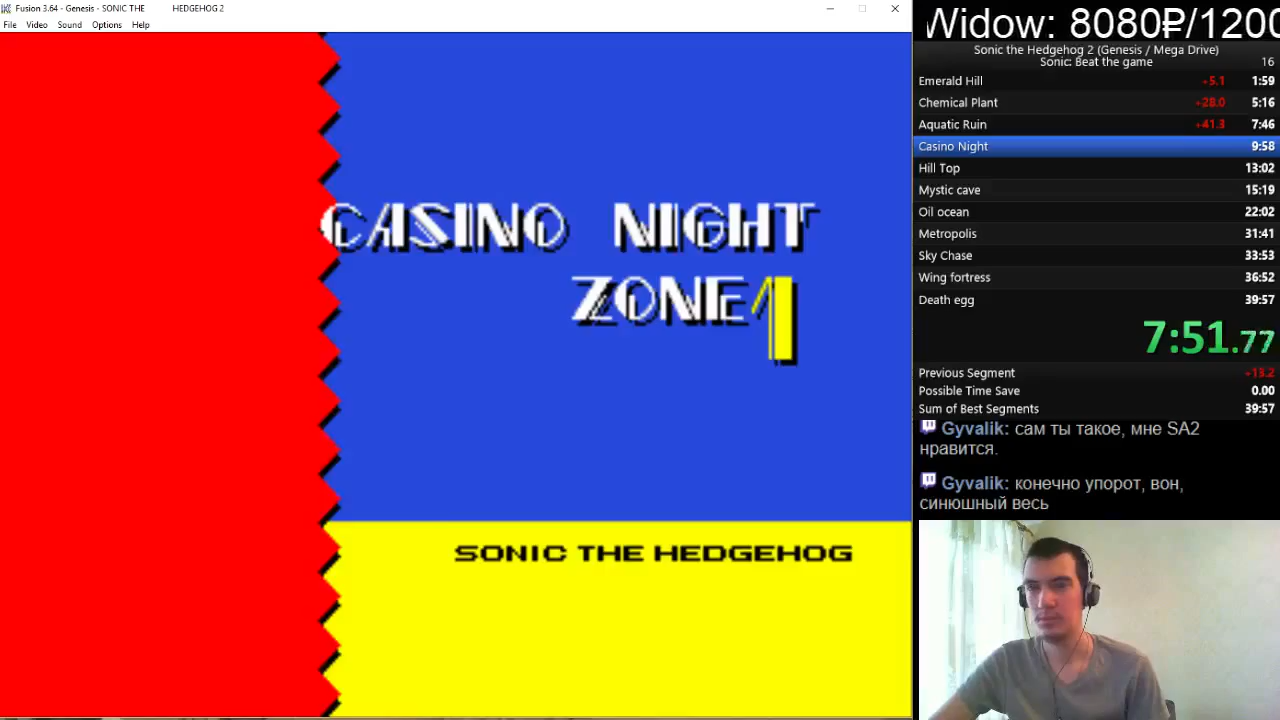 Fusion 3.64 - Genesis - SONIC THE HEDGEHOG 2
File Video Sound Options Help
CASINO NIGHT
ZONE 1
SONIC THE HEDGEHOG
Widow: 8080₽/1200
Sonic the Hedgehog 2 (Genesis / Mega Drive)
Sonic: Beat the game 16
Emerald Hill +5.1 1:59
Chemical Plant +28.0 5:16
Aquatic Ruin +41.3 7:46
Casino Night 9:58
Hill Top 13:02
Mystic cave 15:19
Oil ocean 22:02
Metropolis 31:41
Sky Chase 33:53
Wing fortress 36:52
Death egg 39:57
7:51.77
Previous Segment +13.2
Possible Time Save 0.00
Sum of Best Segments 39:57
Gyvalik: сам ты такое, мне SA2
нравится.
Gyvalik: конечно упорот, вон,
синюшный весь